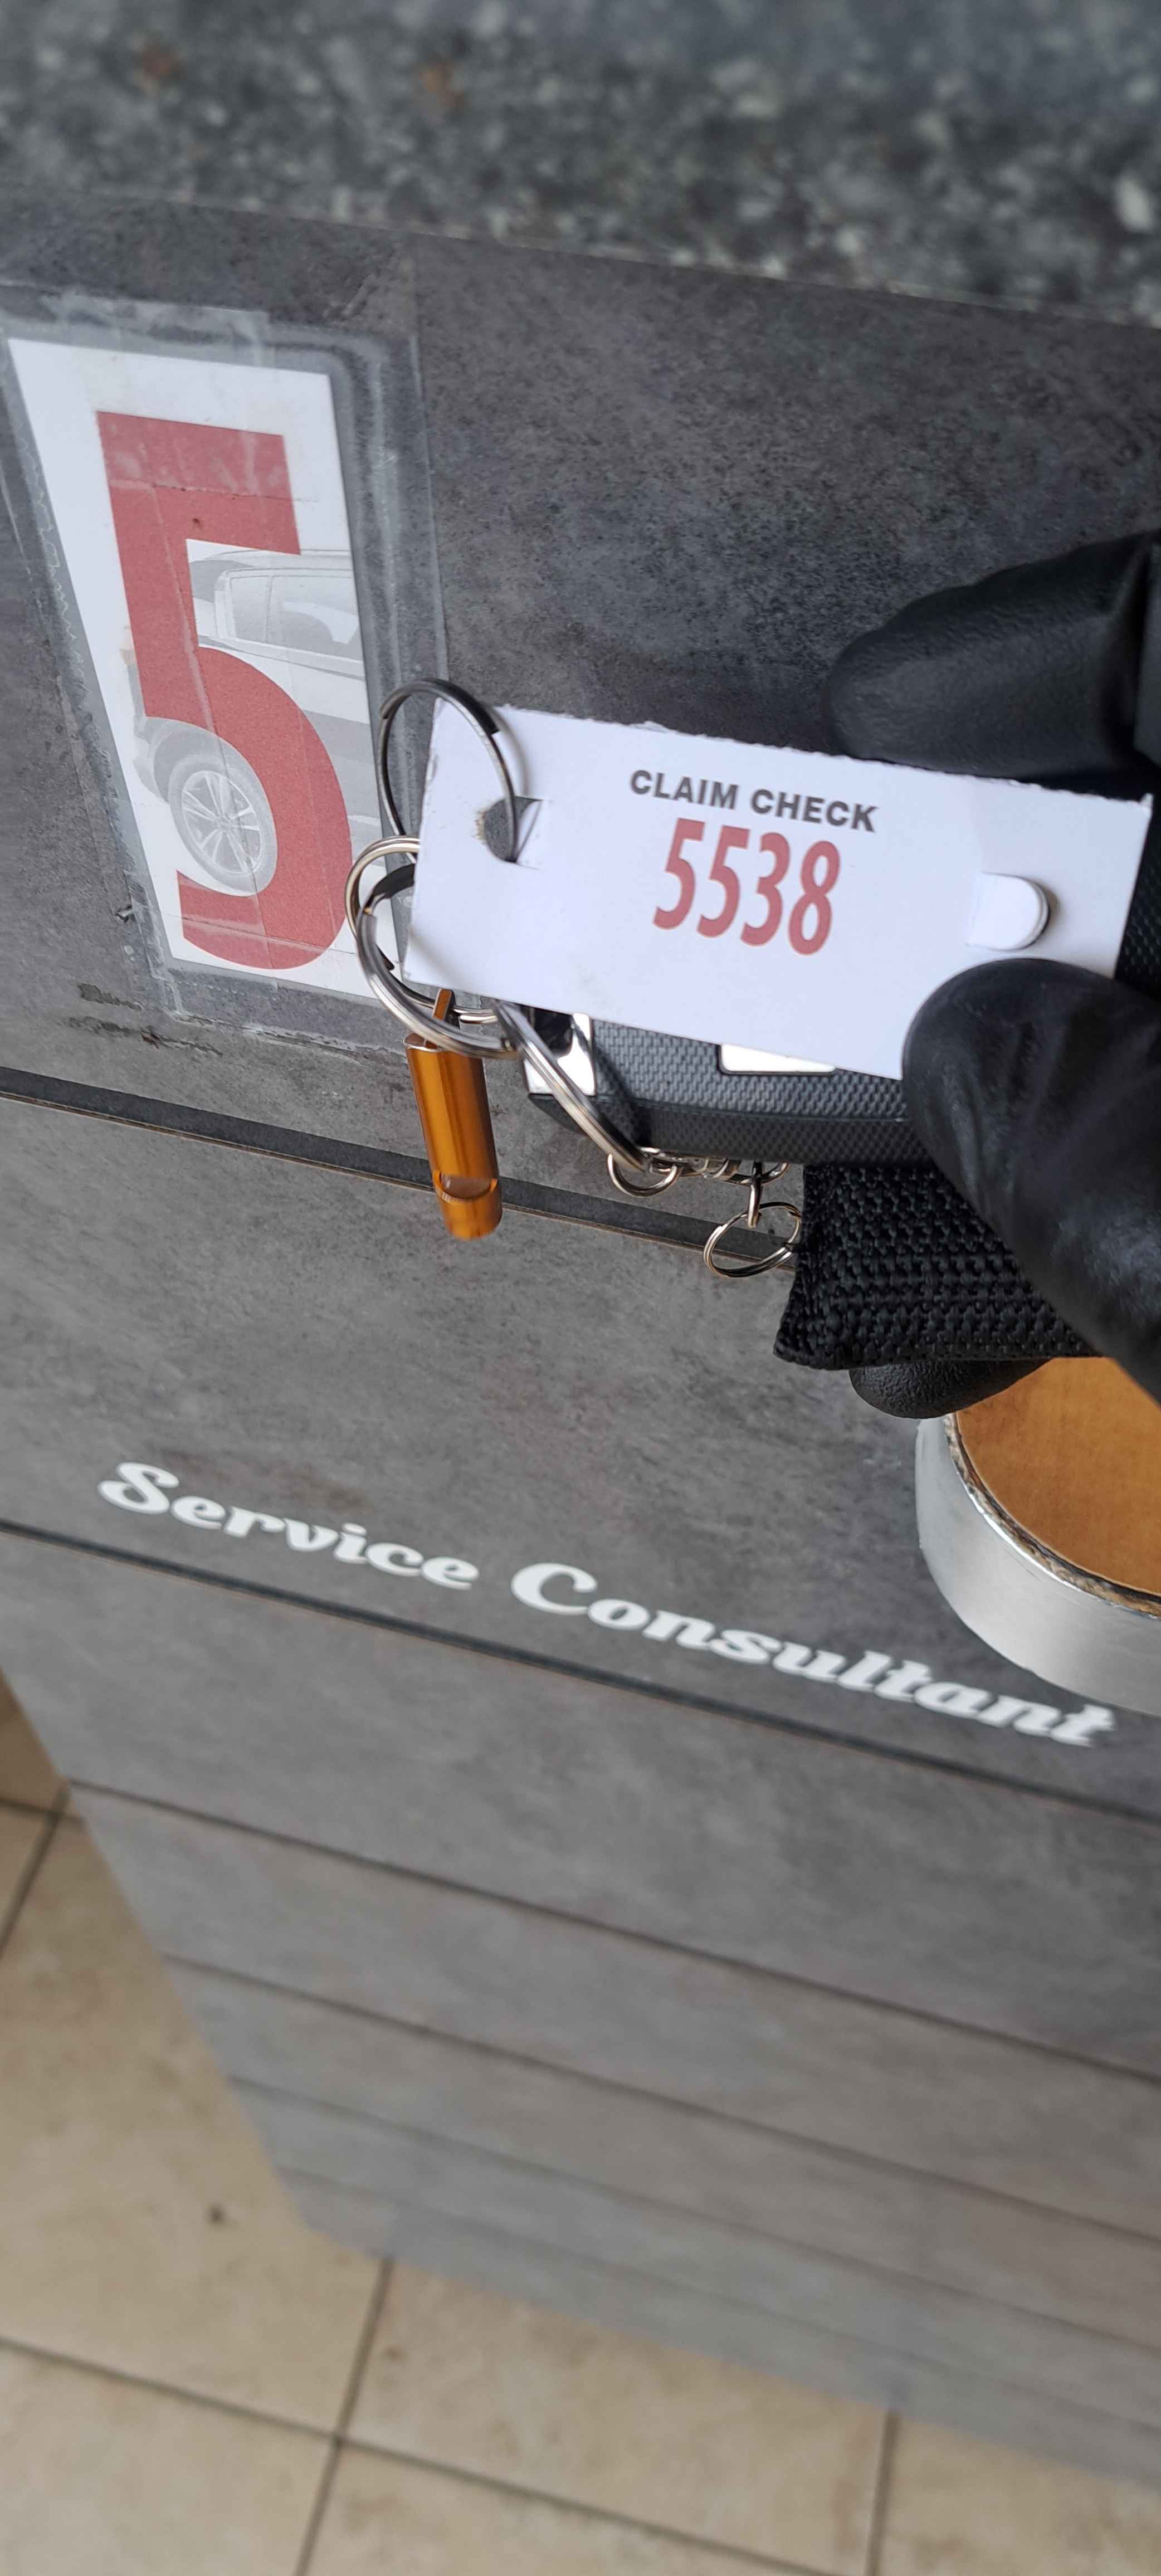 5
CLAIM CHECK
5538
Service Consultant